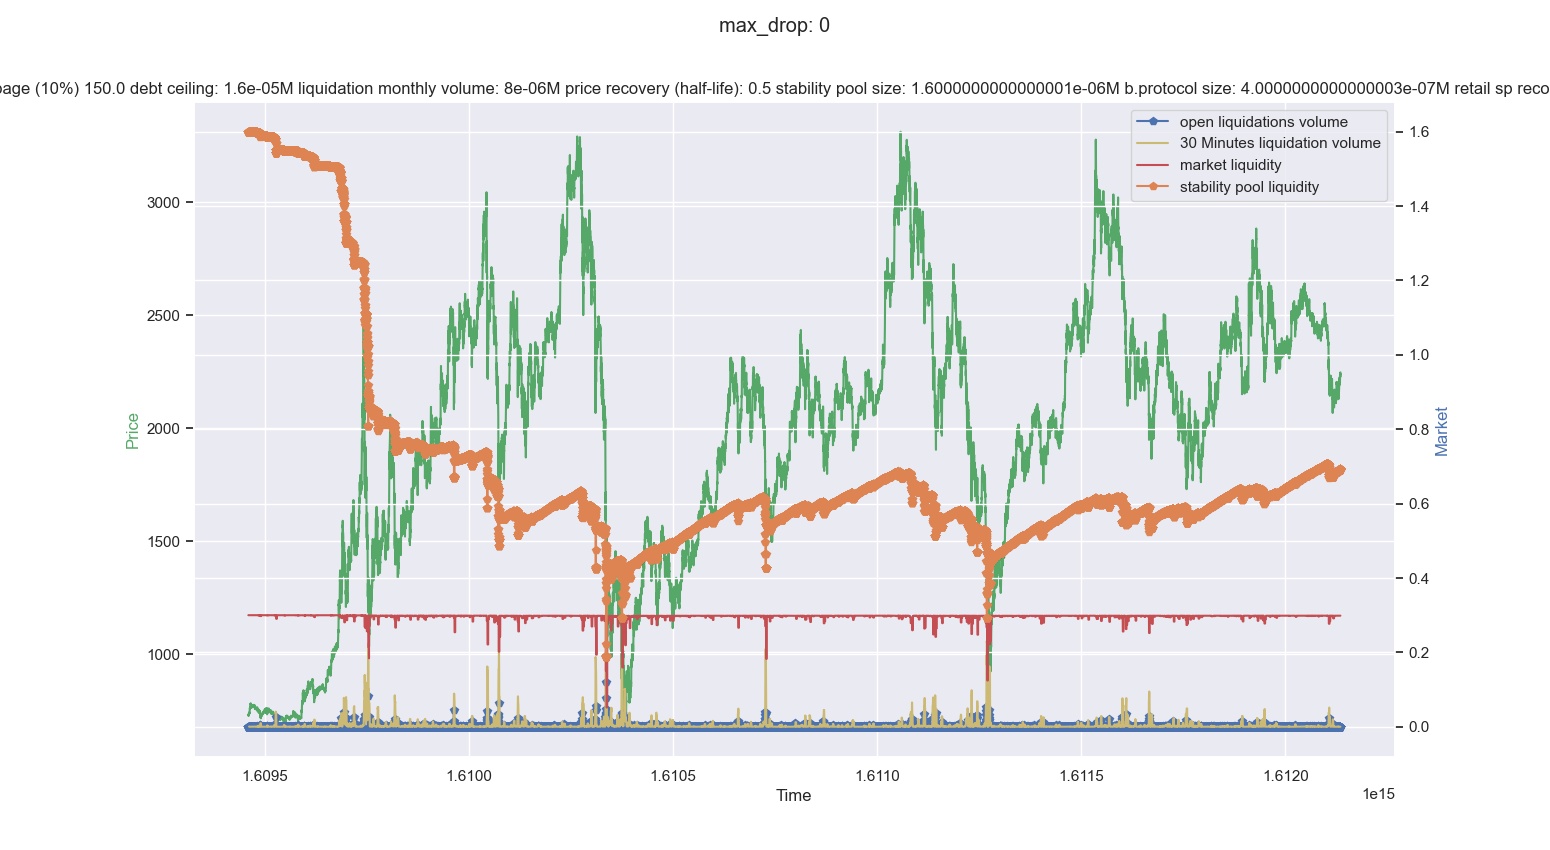 max_drop: 0
(10%) 150.0 debt ceiling: 1.6e-05M liquidation monthly volume: 8e-06M price recovery (half-life): 0.5 stability pool size: 1.6000000000000001e-06M b.protocol size: 4.0000000000000003e-07M retail sp reco
open liquidations volume
30 Minutes liquidation volume
market liquidity
stability pool liquidity
3000
2500
2000
1500
1000
Price
1.6
1.4
1.2
1.0
0.8
0.6
0.4
0.2
0.0
Market
1.6095
1.6100
1.6105
1.6110
1.6115
1.6120
Time
1e15